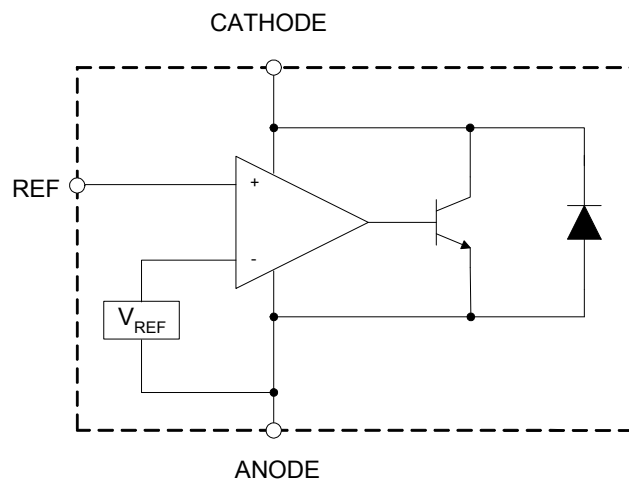 CATHODE
REF
+
-
VREF
ANODE